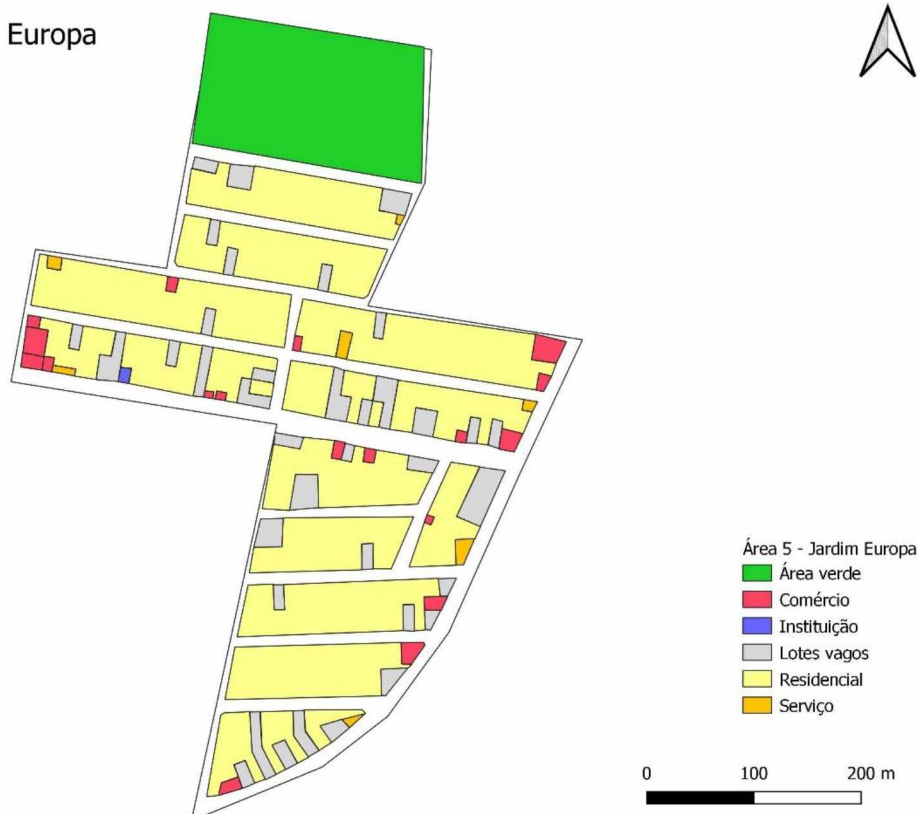 Europa
Área 5 - Jardim Europa
Área verde
Comércio
Instituição
Lotes vagos
Residencial
Serviço
0 100 200 m